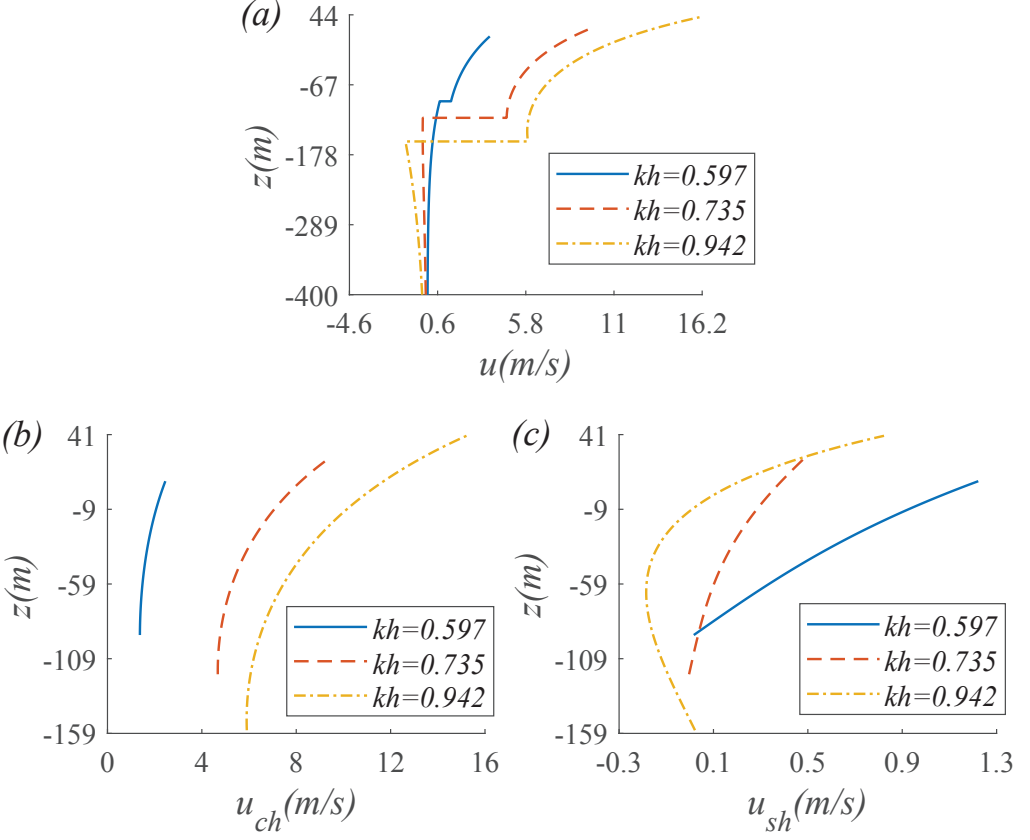 (a)
44
-67
-178
-289
-400
z(m)
kh=0.597
kh=0.735
kh=0.942
-4.6 0.6 5.8 11 16.2
u(m/s)
(b)
41
-9
-59
-109
-159
z(m)
kh=0.597
kh=0.735
kh=0.942
0 4 8 12 16
u_ch(m/s)
(c)
41
-9
-59
-109
-159
z(m)
kh=0.597
kh=0.735
kh=0.942
-0.3 0.1 0.5 0.9 1.3
u_sh(m/s)